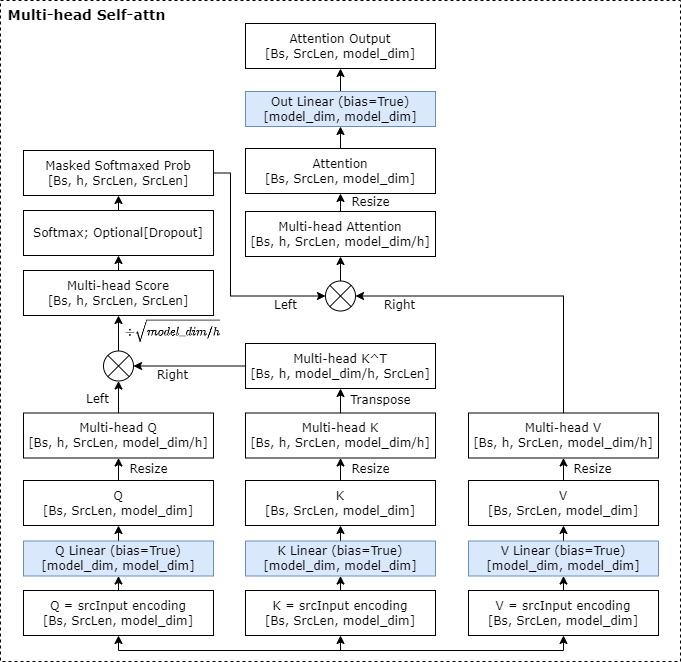 Multi-head Self-attn
Attention Output
[Bs, SrcLen, model_dim]
Out Linear (bias=True)
[model_dim, model_dim]
Attention
[Bs, SrcLen, model_dim]
Resize
Multi-head Attention
[Bs, h, SrcLen, model_dim/h]
Masked Softmaxed Prob
[Bs, h, SrcLen, SrcLen]
Softmax; Optional[Dropout]
Multi-head Score
[Bs, h, SrcLen, SrcLen]
Left
Right
÷√model_dim/h
Multi-head K^T
[Bs, h, model_dim/h, SrcLen]
Right
Left
Transpose
Multi-head Q
[Bs, h, SrcLen, model_dim/h]
Multi-head K
[Bs, h, SrcLen, model_dim/h]
Multi-head V
[Bs, h, SrcLen, model_dim/h]
Resize
Resize
Resize
Q
[Bs, SrcLen, model_dim]
K
[Bs, SrcLen, model_dim]
V
[Bs, SrcLen, model_dim]
Q Linear (bias=True)
[model_dim, model_dim]
K Linear (bias=True)
[model_dim, model_dim]
V Linear (bias=True)
[model_dim, model_dim]
Q = srcInput encoding
[Bs, SrcLen, model_dim]
K = srcInput encoding
[Bs, SrcLen, model_dim]
V = srcInput encoding
[Bs, SrcLen, model_dim]